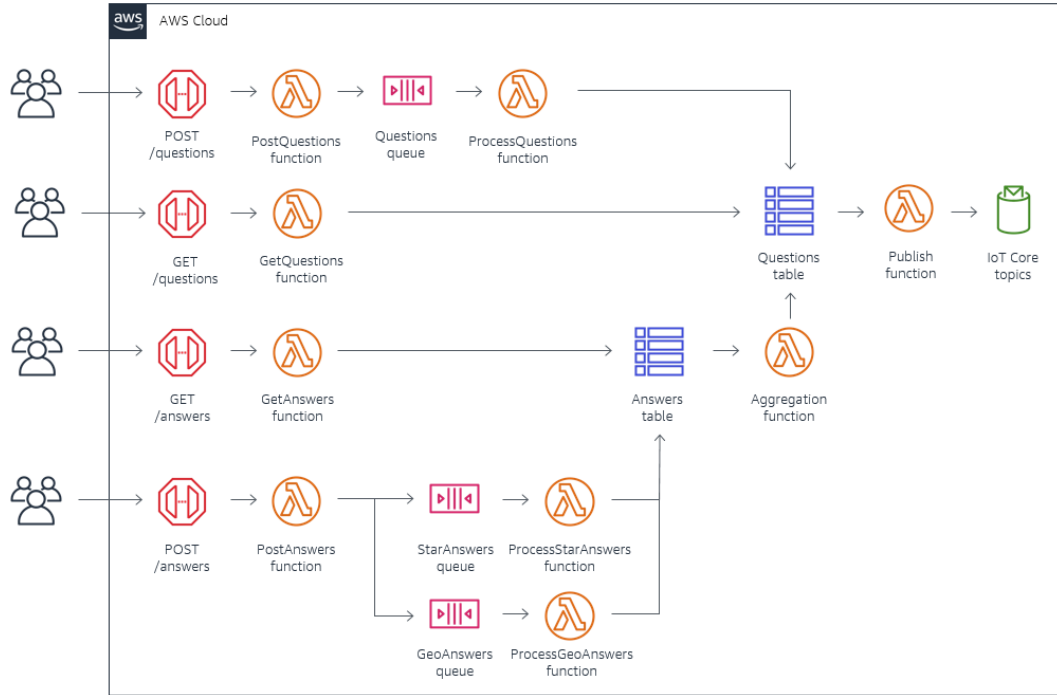 aws
AWS Cloud
POST
/questions
PostQuestions
function
Questions
queue
ProcessQuestions
function
GET
/questions
GetQuestions
function
Questions
table
Publish
function
IoT Core
topics
GET
/answers
GetAnswers
function
Answers
table
Aggregation
function
POST
/answers
PostAnswers
function
StarAnswers
queue
ProcessStarAnswers
function
GeoAnswers
queue
ProcessGeoAnswers
function